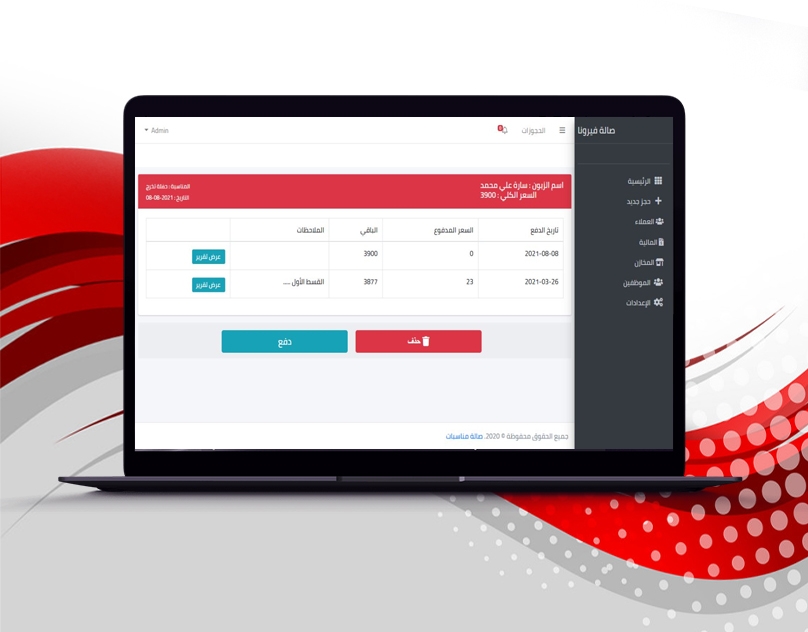 صالة فيرونا
الحجوزات
8
Admin
الرئيسية
حجز جديد
العملاء
المالية
المخازن
الموظفين
الإعدادات
اسم الزبون : سارة علي محمد
السعر الكلي : 3900
المناسبة : حفلة تخرج
التاريخ : 2021-08-08
تاريخ الدفع السعر المدفوع الباقي الملاحظات
2021-08-08 0 3900 عرض تقرير
2021-03-26 23 3877 القسط الأول .... عرض تقرير
حذف
دفع
جميع الحقوق محفوظة © 2020. صالة مناسبات